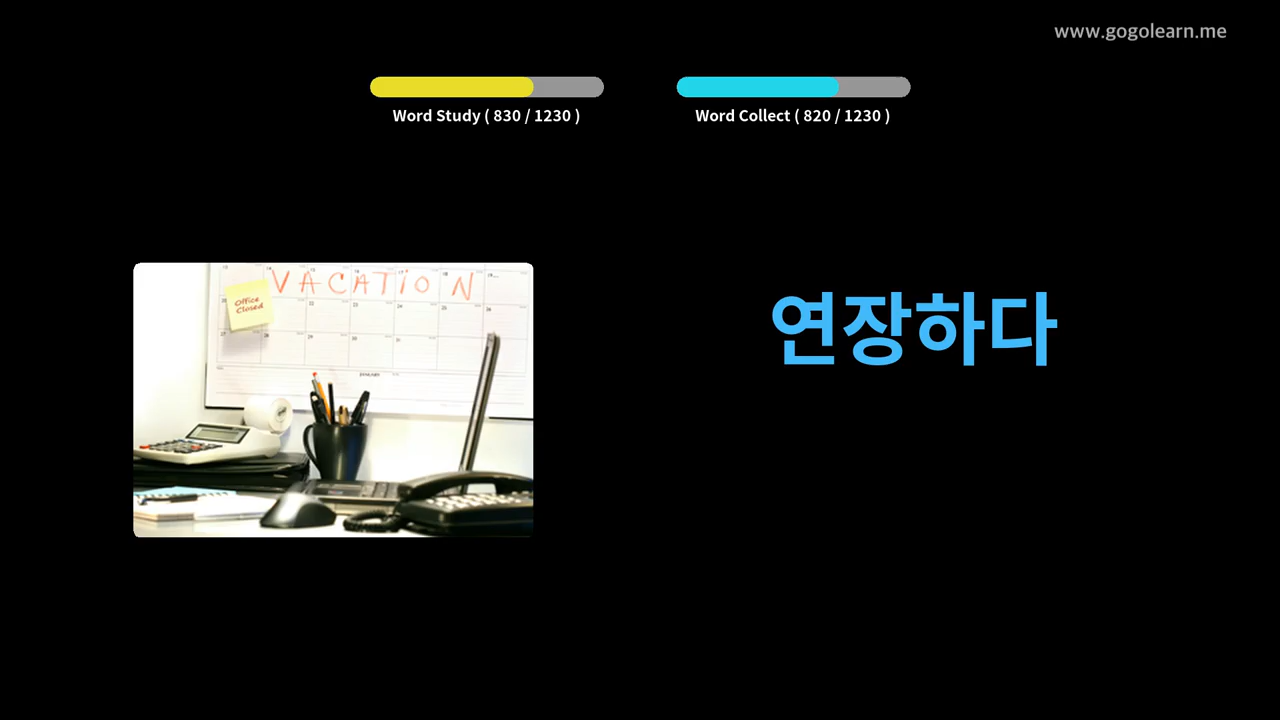 www.gogolearn.me
Word Study ( 830 / 1230 )
Word Collect ( 820 / 1230 )
VACATION
Office
Closed
연장하다